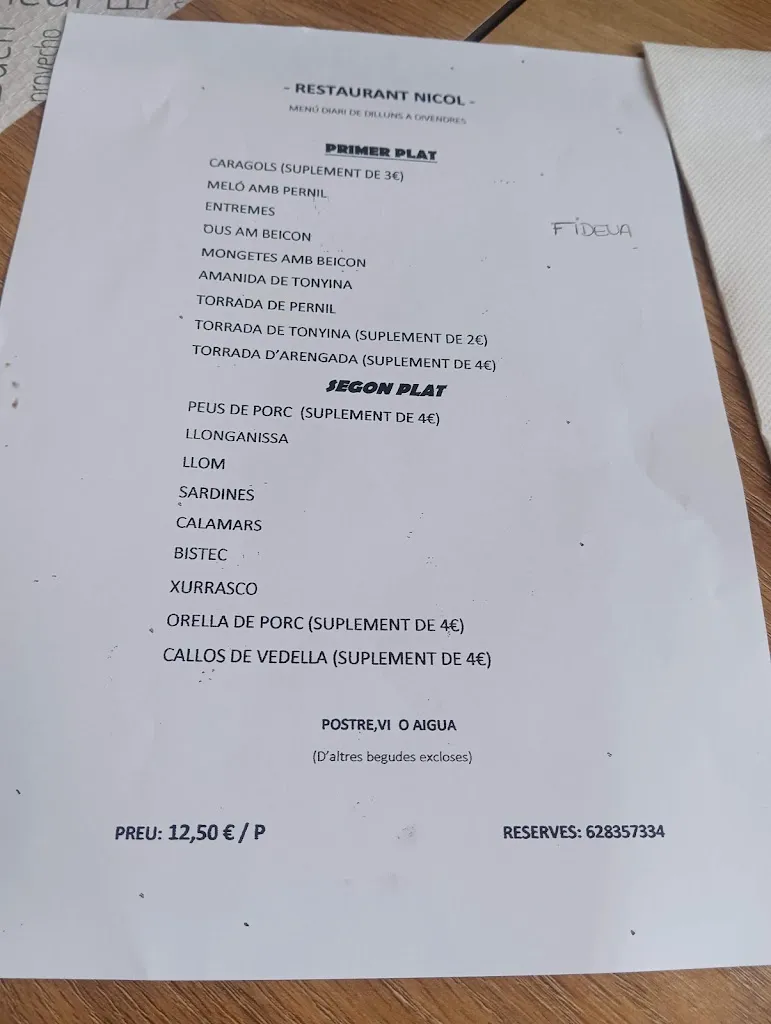 provecho
- RESTAURANT NICOL -
MENÚ DIARI DE DILLUNS A DIVENDRES
PRIMER PLAT
CARAGOLS (SUPLEMENT DE 3€)
MELÓ AMB PERNIL
ENTREMES
OUS AM BEICON
FIDEUA
MONGETES AMB BEICON
AMANIDA DE TONYINA
TORRADA DE PERNIL
TORRADA DE TONYINA (SUPLEMENT DE 2€)
TORRADA D'ARENGADA (SUPLEMENT DE 4€)
SEGON PLAT
PEUS DE PORC (SUPLEMENT DE 4€)
LLONGANISSA
LLOM
SARDINES
CALAMARS
BISTEC
XURRASCO
ORELLA DE PORC (SUPLEMENT DE 4€)
CALLOS DE VEDELLA (SUPLEMENT DE 4€)
POSTRE,VI O AIGUA
(D'altres begudes excloses)
PREU: 12,50 € / P
RESERVES: 628357334